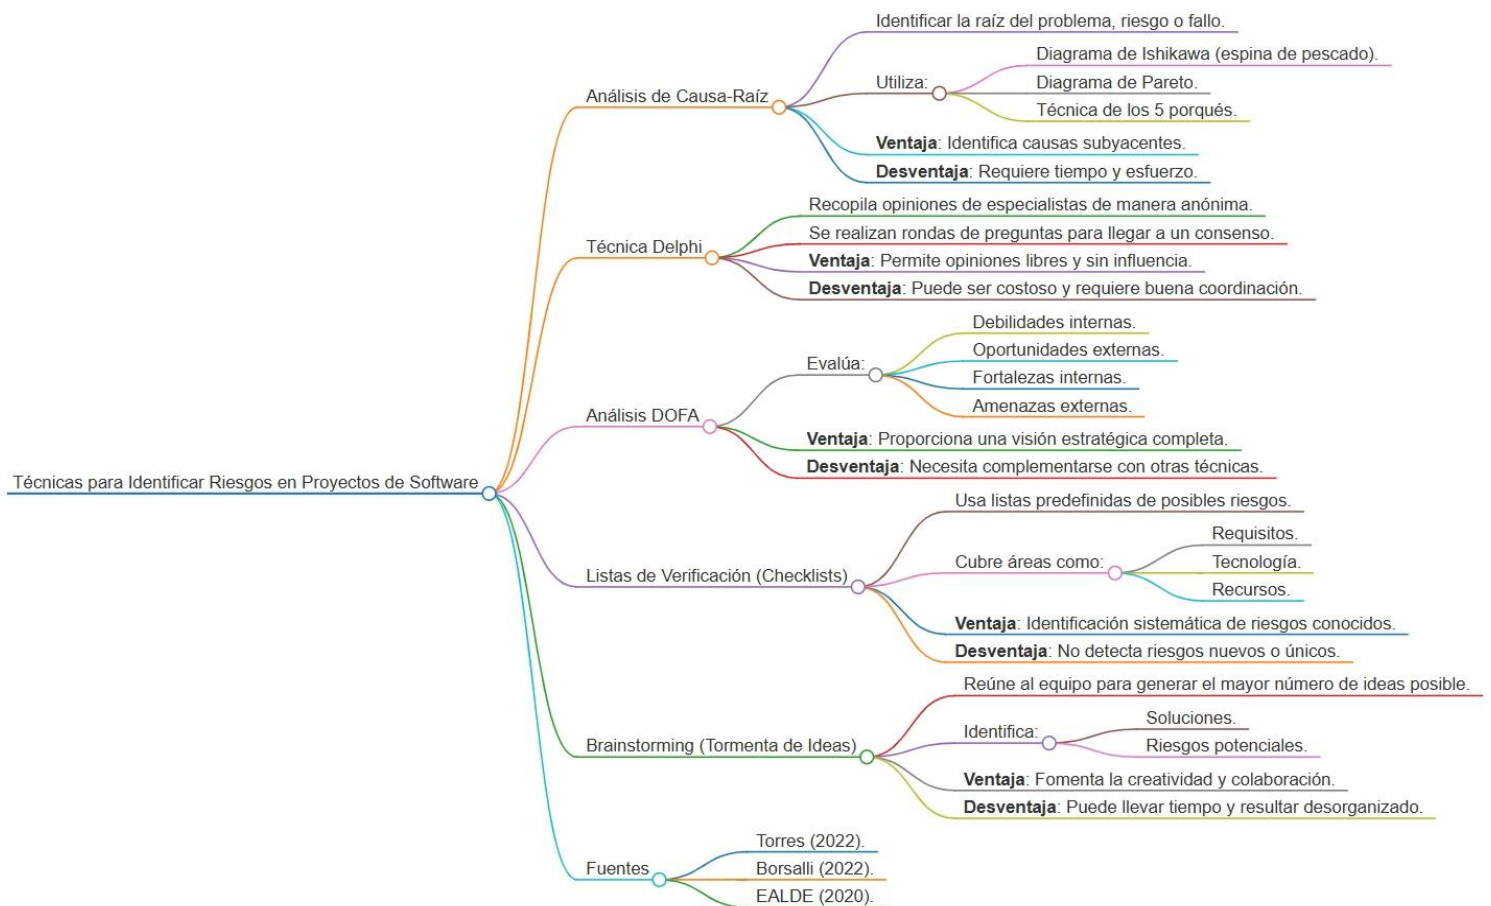 Técnicas para Identificar Riesgos en Proyectos de Software
Análisis de Causa-Raíz
Identificar la raíz del problema, riesgo o fallo.
Utiliza:
Diagrama de Ishikawa (espina de pescado).
Diagrama de Pareto.
Técnica de los 5 porqués.
Ventaja: Identifica causas subyacentes.
Desventaja: Requiere tiempo y esfuerzo.
Técnica Delphi
Recopila opiniones de especialistas de manera anónima.
Se realizan rondas de preguntas para llegar a un consenso.
Ventaja: Permite opiniones libres y sin influencia.
Desventaja: Puede ser costoso y requiere buena coordinación.
Análisis DOFA
Evalúa:
Debilidades internas.
Oportunidades externas.
Fortalezas internas.
Amenazas externas.
Ventaja: Proporciona una visión estratégica completa.
Desventaja: Necesita complementarse con otras técnicas.
Listas de Verificación (Checklists)
Usa listas predefinidas de posibles riesgos.
Cubre áreas como:
Requisitos.
Tecnología.
Recursos.
Ventaja: Identificación sistemática de riesgos conocidos.
Desventaja: No detecta riesgos nuevos o únicos.
Brainstorming (Tormenta de Ideas)
Reúne al equipo para generar el mayor número de ideas posible.
Identifica:
Soluciones.
Riesgos potenciales.
Ventaja: Fomenta la creatividad y colaboración.
Desventaja: Puede llevar tiempo y resultar desorganizado.
Fuentes
Torres (2022).
Borsalli (2022).
EALDE (2020).